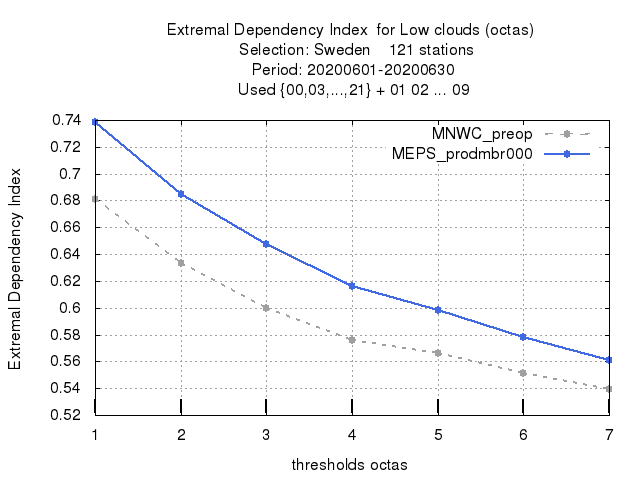 Extremal Dependency Index  for Low clouds (octas)
Selection: Sweden    121 stations
Period: 20200601-20200630
Used {00,03,...,21} + 01 02 ... 09
MNWC_preop
MEPS_prodmbr000
Extremal Dependency Index
0.74
0.72
0.7
0.68
0.66
0.64
0.62
0.6
0.58
0.56
0.54
0.52
1 2 3 4 5 6 7
thresholds octas